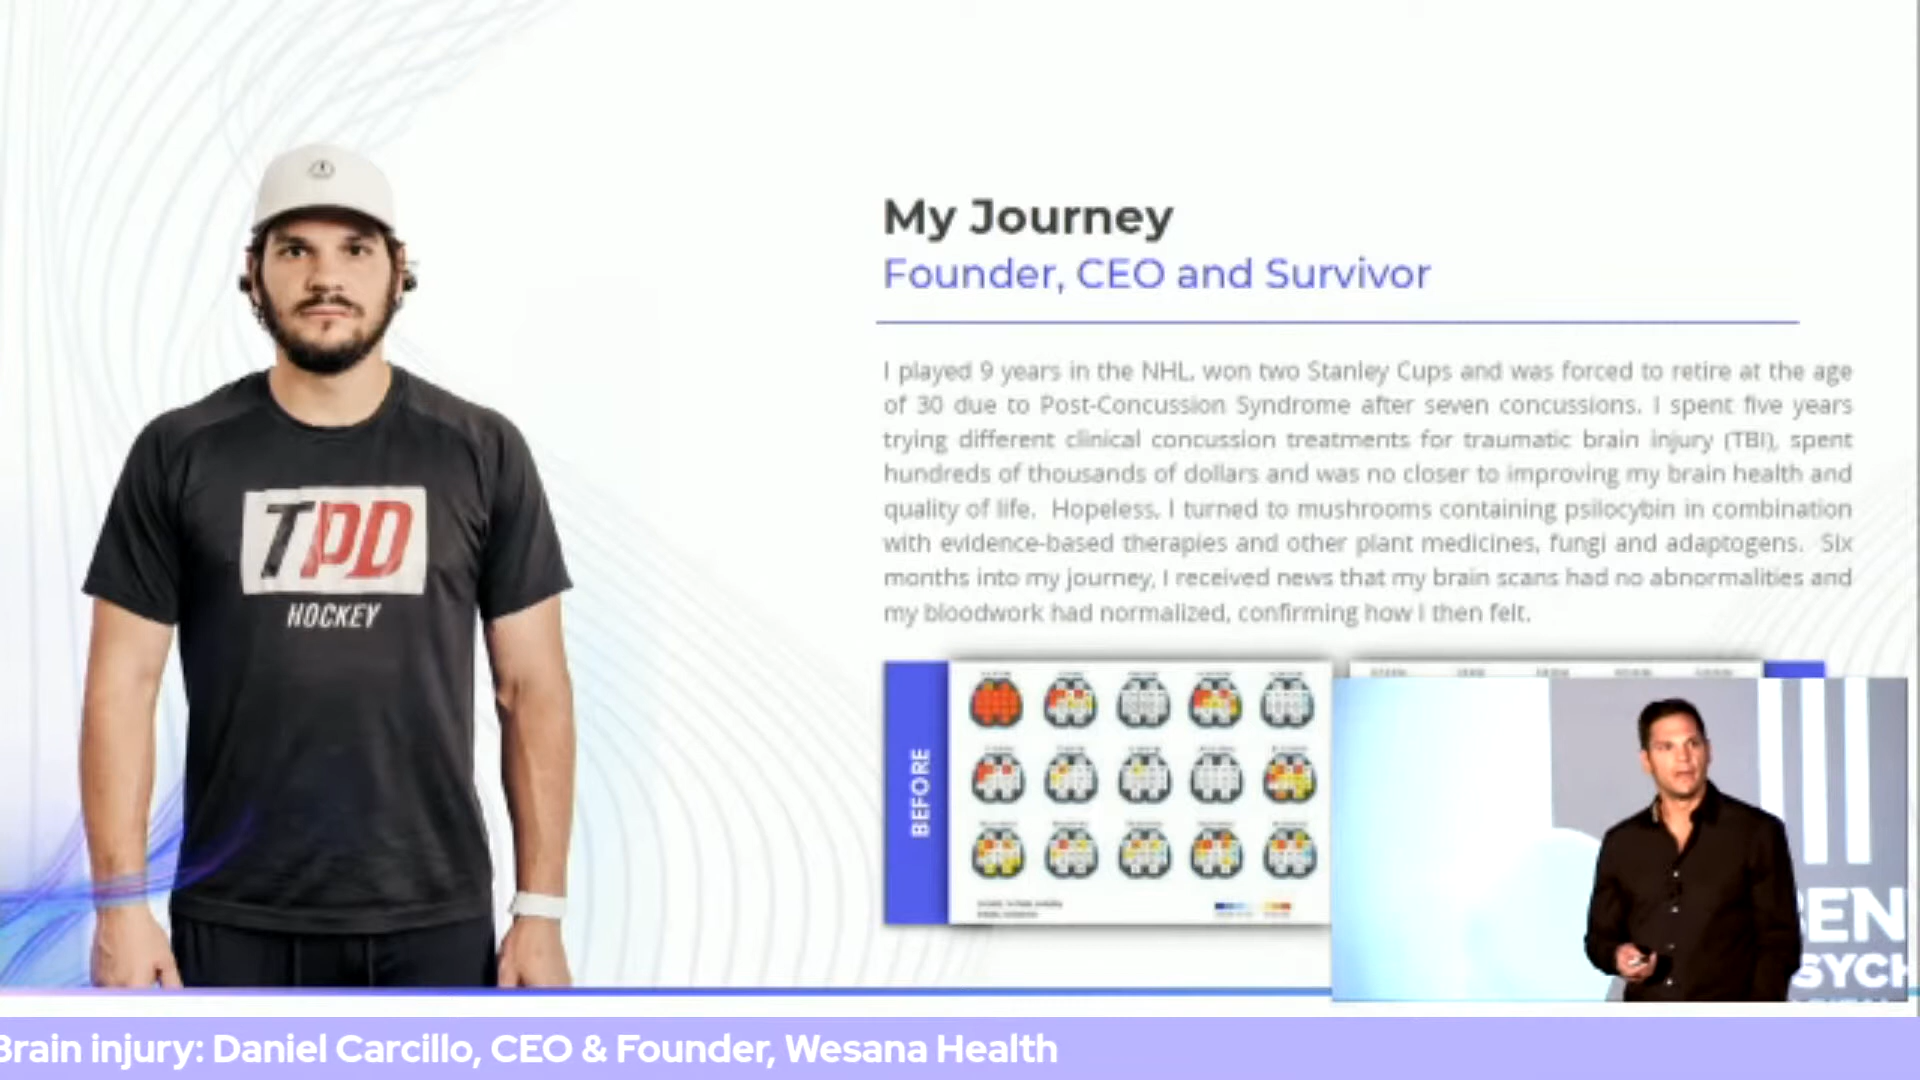 My Journey
Founder, CEO and Survivor
I played 9 years in the NHL, won two Stanley Cups and was forced to retire at the age
of 30 due to Post-Concussion Syndrome after seven concussions. I spent five years
trying different clinical concussion treatments for traumatic brain injury (TBI), spent
hundreds of thousands of dollars and was no closer to improving my brain health and
quality of life. Hopeless, I turned to mushrooms containing psilocybin in combination
with evidence-based therapies and other plant medicines, fungi and adaptogens. Six
months into my journey, I received news that my brain scans had no abnormalities and
my bloodwork had normalized, confirming how I then felt.
TPD
HOCKEY
BEFORE
EN
SYCH
Brain injury: Daniel Carcillo, CEO & Founder, Wesana Health